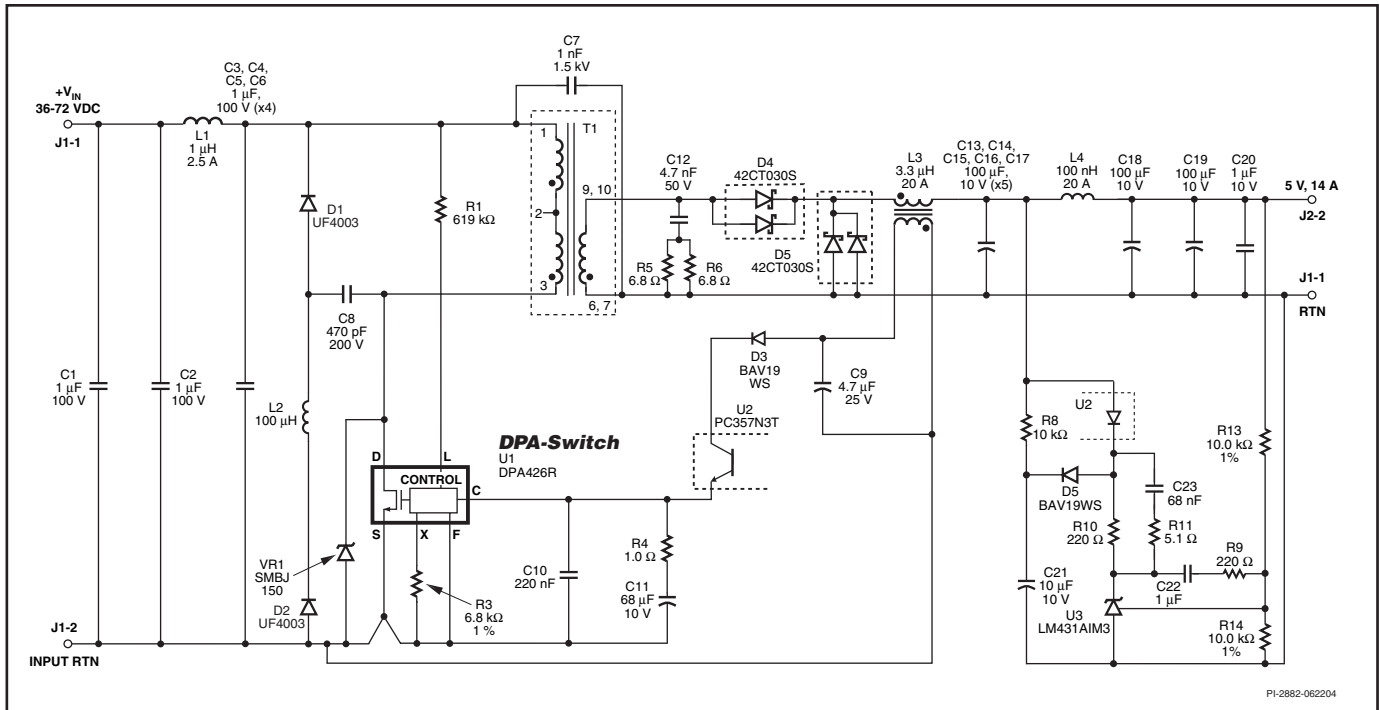 C7
1 nF
1.5 kV
C3, C4,
C5, C6
1 µF,
100 V (x4)
+VIN
36-72 VDC
J1-1
L1
1 µH
2.5 A
1
T1
2
3
9, 10
6, 7
D1
UF4003
R1
619 kΩ
C12
4.7 nF
50 V
D4
42CT030S
L3
3.3 µH
20 A
C13, C14,
C15, C16, C17
100 µF,
10 V (x5)
L4
100 nH
20 A
C18
100 µF
10 V
C19
100 µF
10 V
C20
1 µF
10 V
5 V, 14 A
J2-2
R5
6.8 Ω
R6
6.8 Ω
D5
42CT030S
J1-1
RTN
C8
470 pF
200 V
C1
1 µF
100 V
C2
1 µF
100 V
L2
100 µH
D3
BAV19
WS
C9
4.7 µF
25 V
U2
PC357N3T
DPA-Switch
U1
DPA426R
D
L
CONTROL
C
S
X
F
VR1
SMBJ
150
D2
UF4003
R3
6.8 kΩ
1 %
C10
220 nF
R4
1.0 Ω
C11
68 µF
10 V
U2
R8
10 kΩ
D5
BAV19WS
R10
220 Ω
C23
68 nF
R11
5.1 Ω
R13
10.0 kΩ
1%
R9
220 Ω
C22
1 µF
C21
10 µF
10 V
U3
LM431AIM3
R14
10.0 kΩ
1%
J1-2
INPUT RTN
PI-2882-062204